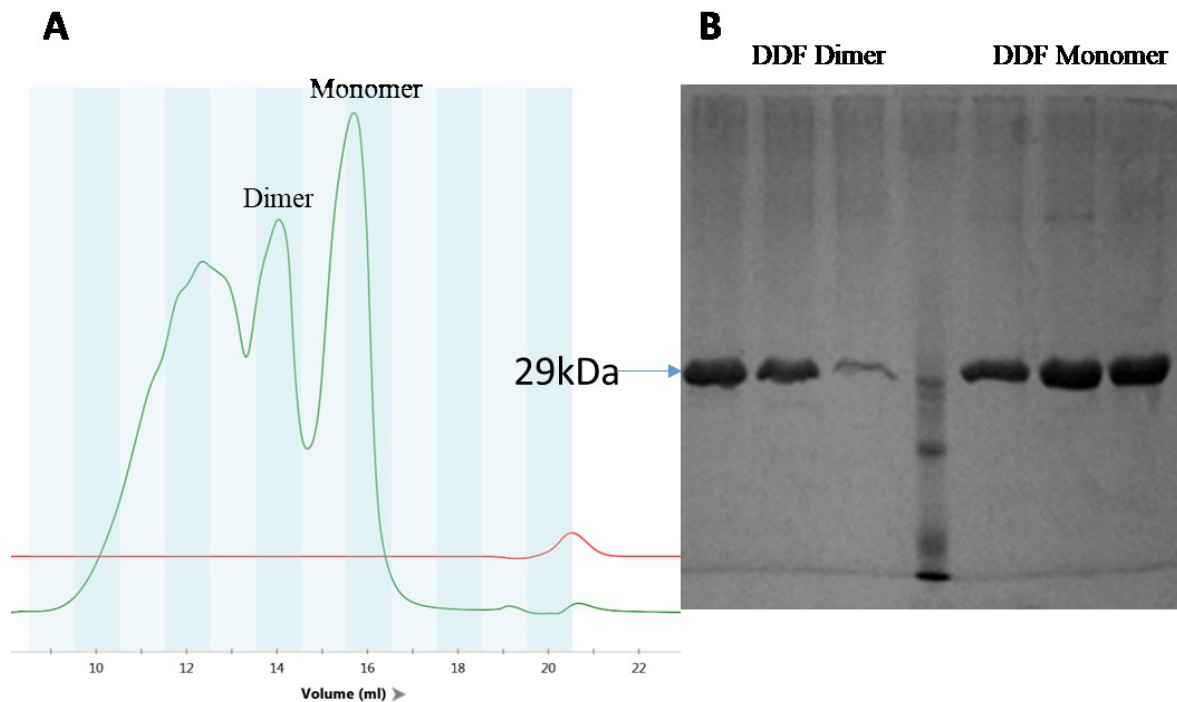 A
Monomer
Dimer
10 12 14 16 18 20 22
Volume (ml)
B
DDF Dimer DDF Monomer
29kDa